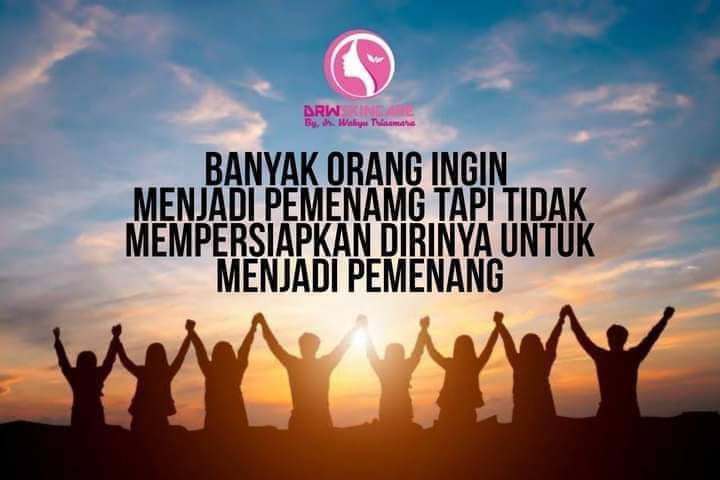 DRWSKINCARE
By, dr. Wahyu Triasmara
BANYAK ORANG INGIN
MENJADI PEMENAMG TAPI TIDAK
MEMPERSIAPKAN DIRINYA UNTUK
MENJADI PEMENANG